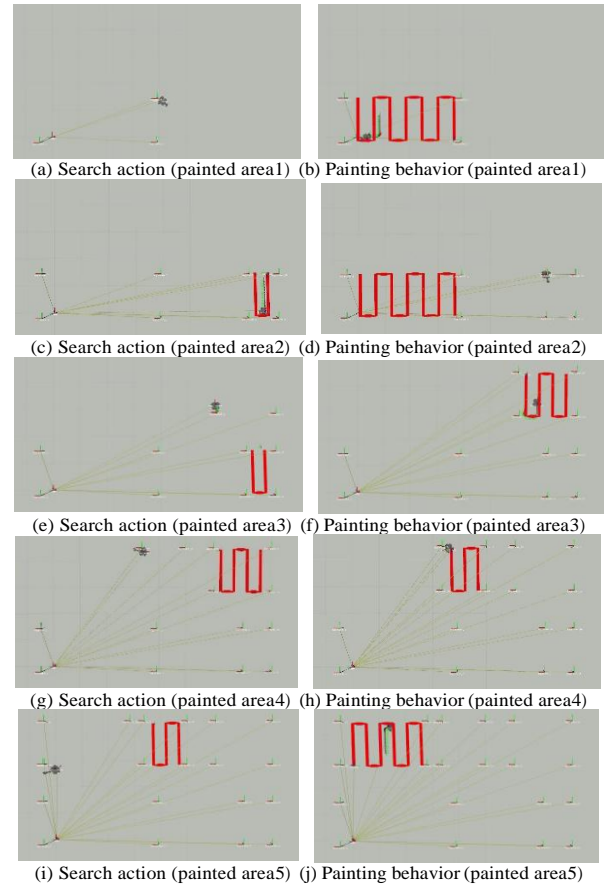 (a) Search action (painted area1) (b) Painting behavior (painted area1)
(c) Search action (painted area2) (d) Painting behavior (painted area2)
(e) Search action (painted area3) (f) Painting behavior (painted area3)
(g) Search action (painted area4) (h) Painting behavior (painted area4)
(i) Search action (painted area5) (j) Painting behavior (painted area5)